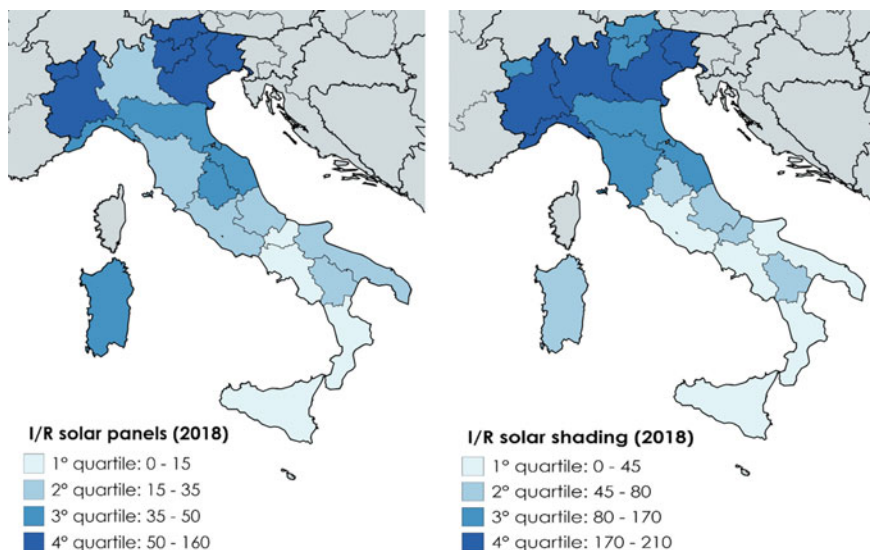 I/R solar panels (2018)
1° quartile: 0 - 15
2° quartile: 15 - 35
3° quartile: 35 - 50
4° quartile: 50 - 160
I/R solar shading (2018)
1° quartile: 0 - 45
2° quartile: 45 - 80
3° quartile: 80 - 170
4° quartile: 170 - 210